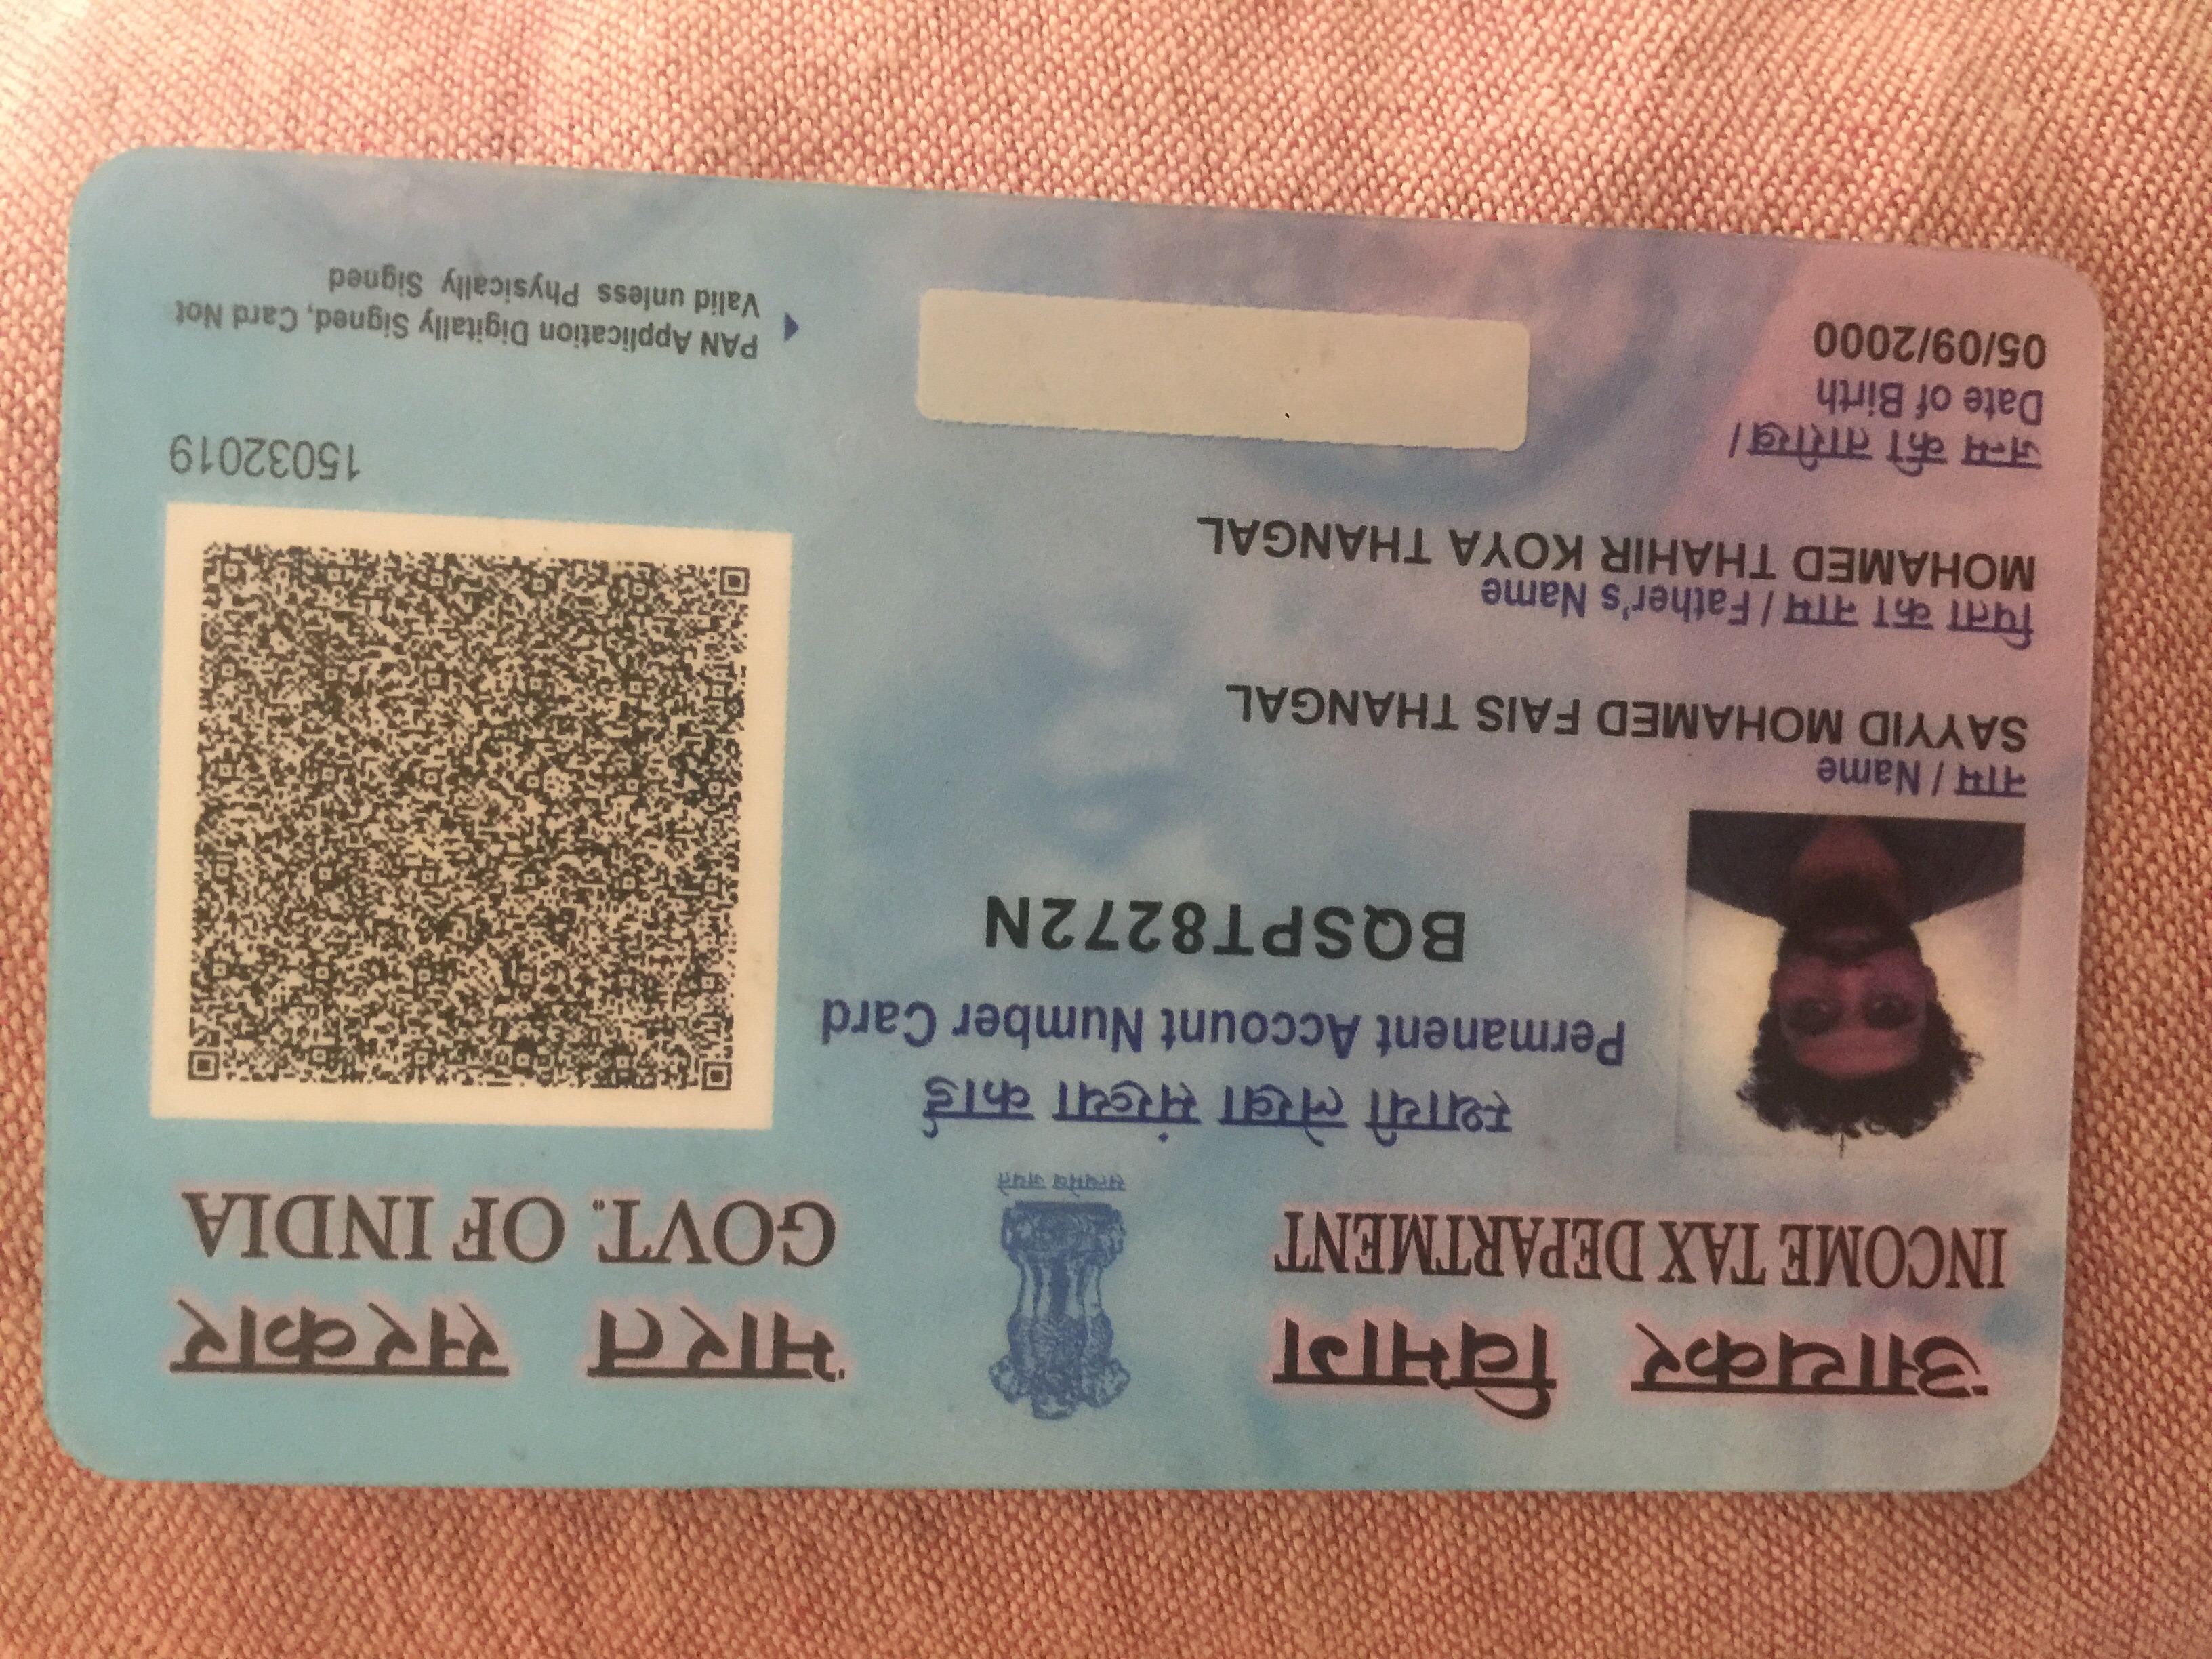 आयकर विभाग
INCOME TAX DEPARTMENT
सत्यमेव जयते
भारत सरकार
GOVT. OF INDIA
स्थायी लेखा संख्या कार्ड
Permanent Account Number Card
BQSPT8272N
नाम / Name
SAYYID MOHAMED FAIS THANGAL
पिता का नाम / Father's Name
MOHAMED THAHIR KOYA THANGAL
जन्म की तारीख /
Date of Birth
05/09/2000
15032019
PAN Application Digitally Signed, Card Not
Valid unless Physically Signed